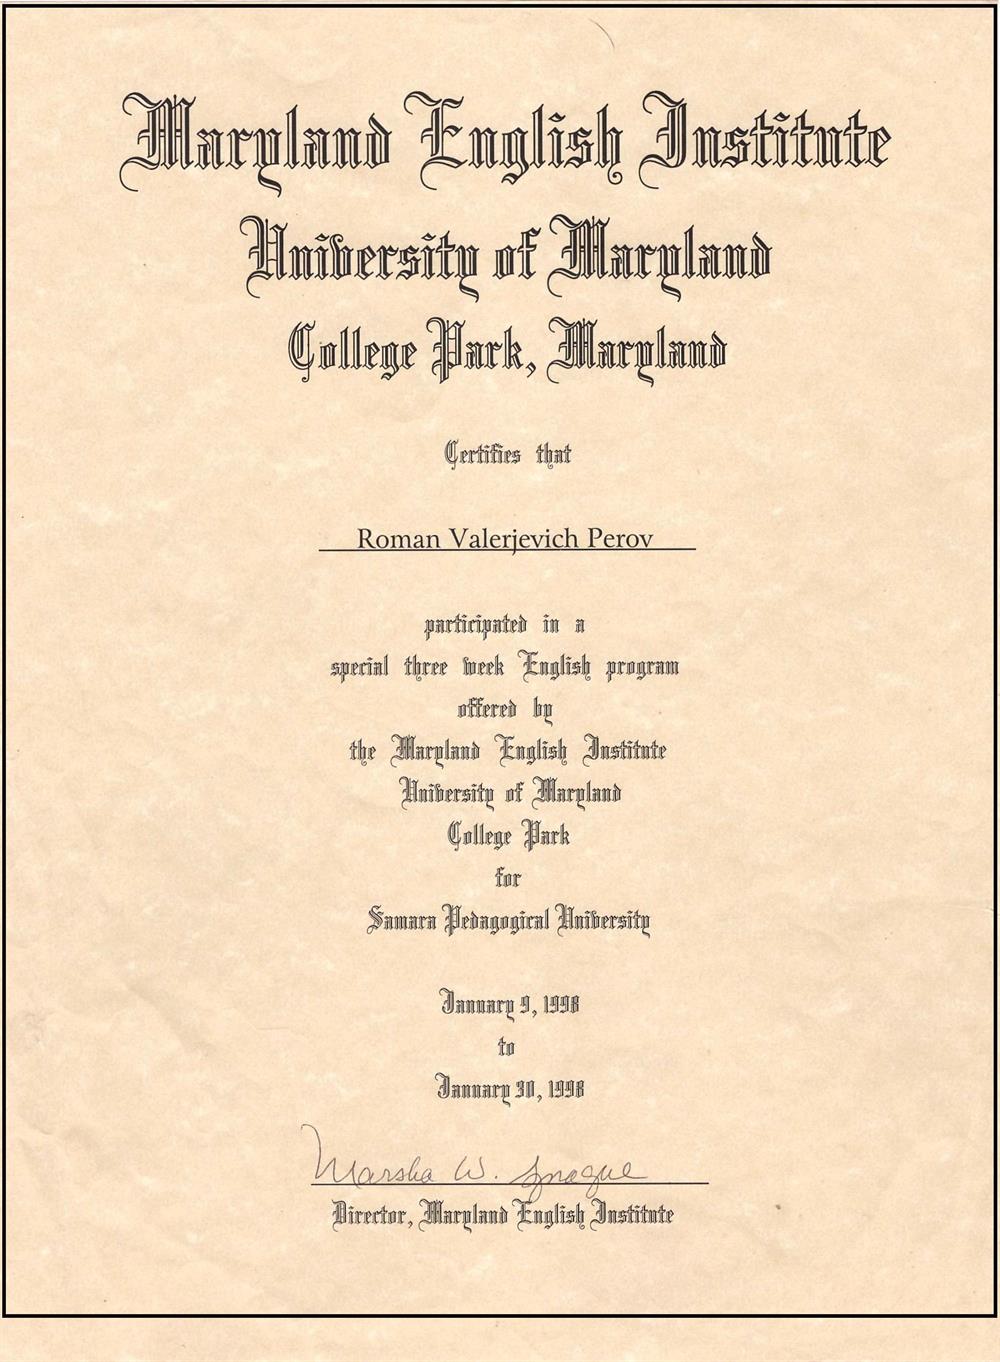 Maryland English Institute
University of Maryland
College Park, Maryland
Certifies that
Roman Valerjevich Perov
participated in a
special three week English program
offered by
the Maryland English Institute
University of Maryland
College Park
for
Samara Pedagogical University
January 9, 1998
to
January 30, 1998
Marsha W. Sprague
Director, Maryland English Institute